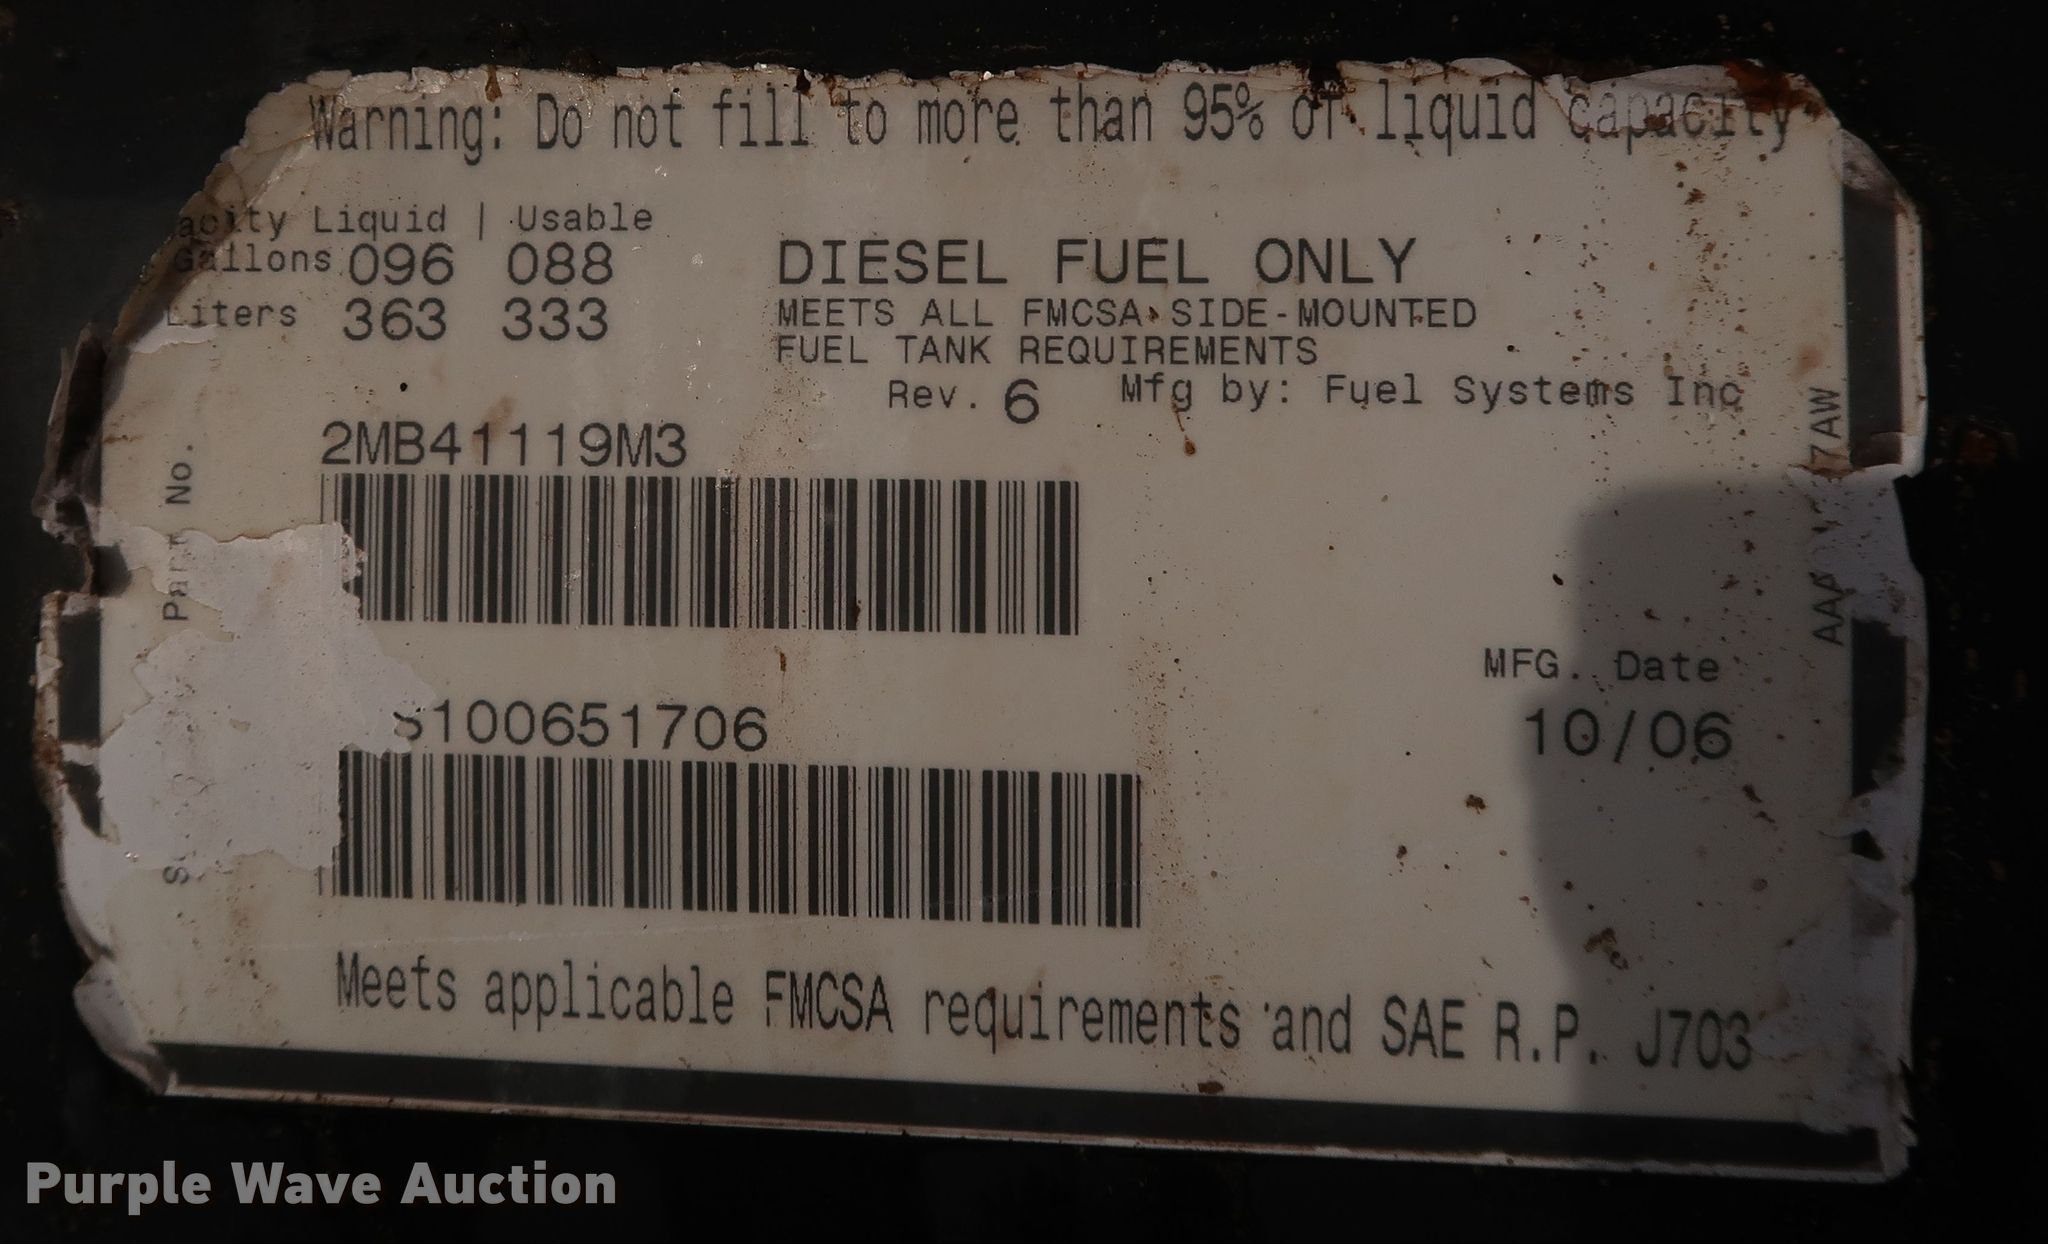 Warning: Do not fill to more than 95% of liquid capacity
acity Liquid | Usable
Gallons 096 088
Liters 363 333
DIESEL FUEL ONLY
MEETS ALL FMCSA SIDE-MOUNTED
FUEL TANK REQUIREMENTS
Rev. 6 Mfg by: Fuel Systems Inc
Part No.
2MB41119M3
S100651706
MFG. Date
10/06
Meets applicable FMCSA requirements and SAE R.P. J703
Purple Wave Auction